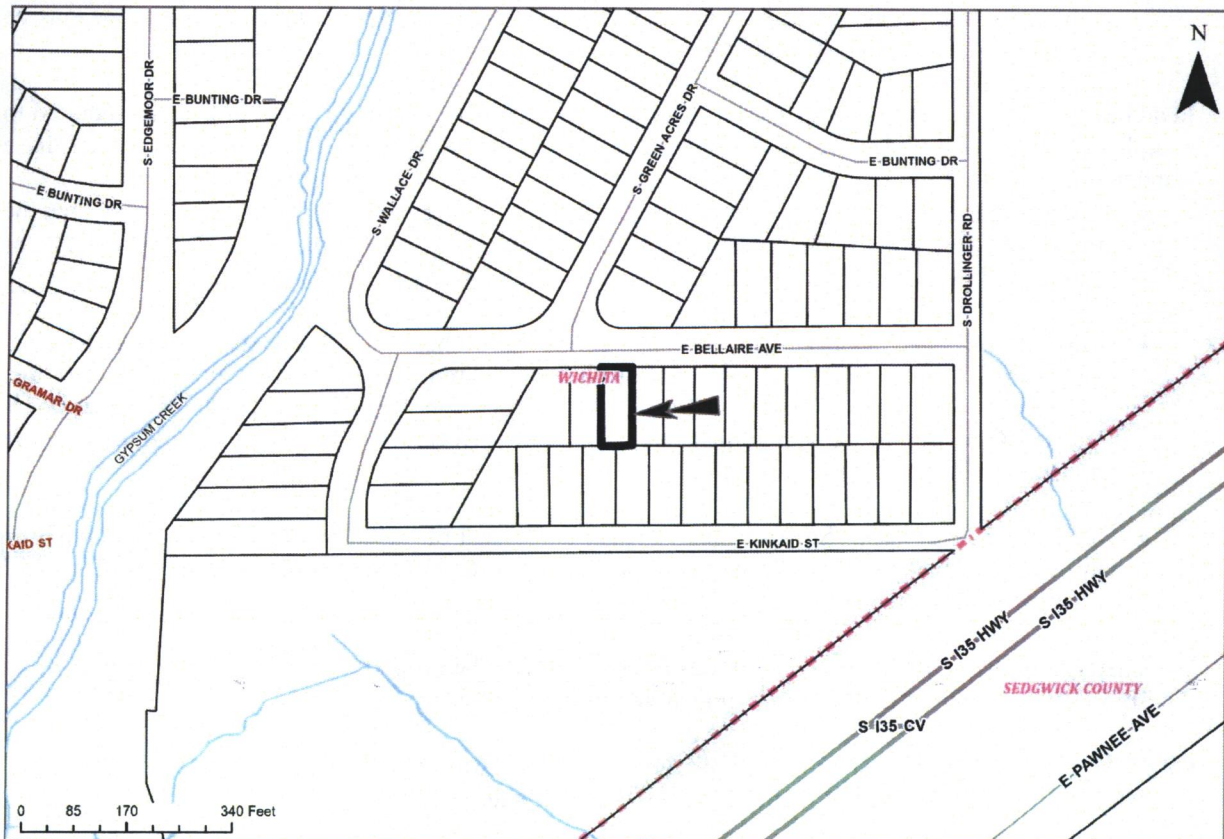 N
S EDGEMOOR DR
E BUNTING DR
E BUNTING DR
S WALLACE DR
S GREEN ACRES DR
E BUNTING DR
S DROLLINGER RD
E BELLAIRE AVE
WICHITA
GRAMAR DR
GYPSUM CREEK
KAID ST
E KINKAID ST
S I35 HWY
S I35 HWY
SEDGWICK COUNTY
S I35 CV
E PAWNEE AVE
0 85 170 340 Feet